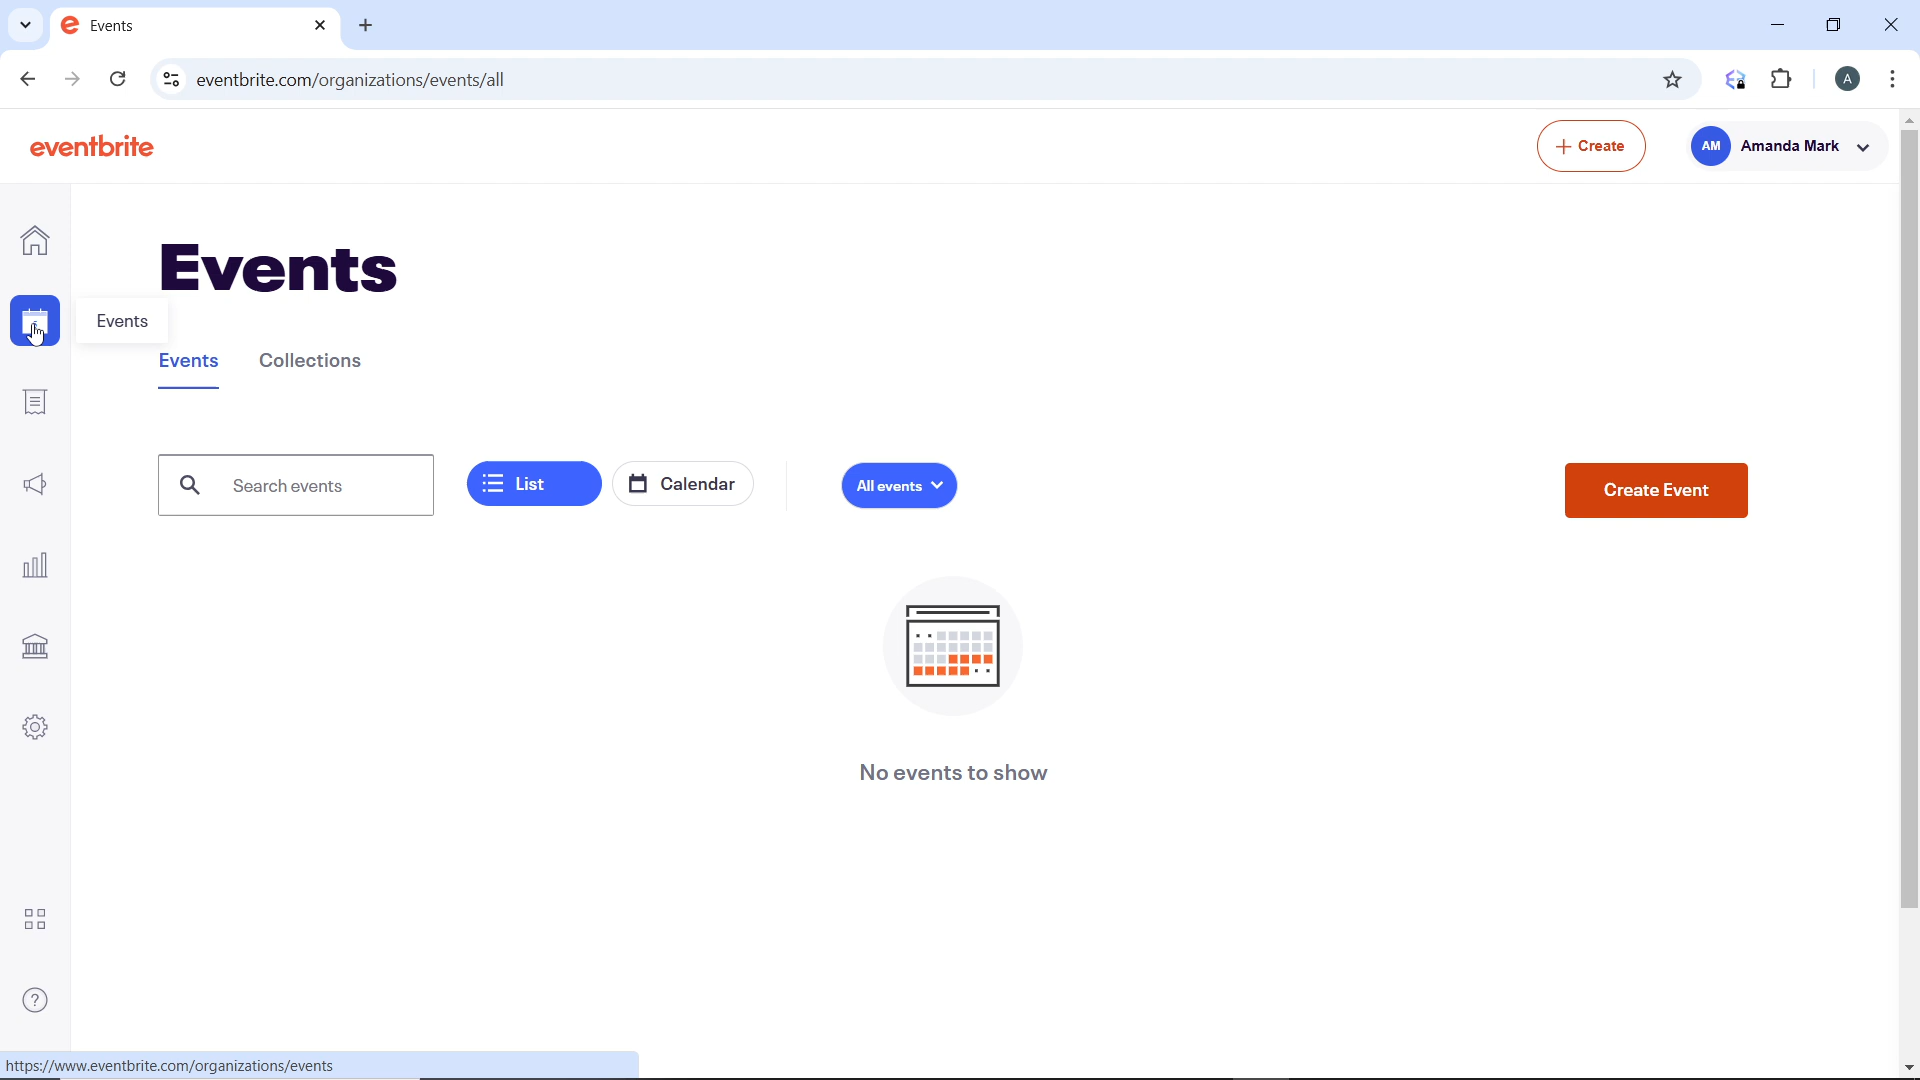 Events
eventbrite.com/organizations/events/all
A
eventbrite
Create
AM
Amanda Mark
Events
Events
Events
Collections
Search events
List
Calendar
All events
Create Event
No events to show
?
https://www.eventbrite.com/organizations/events